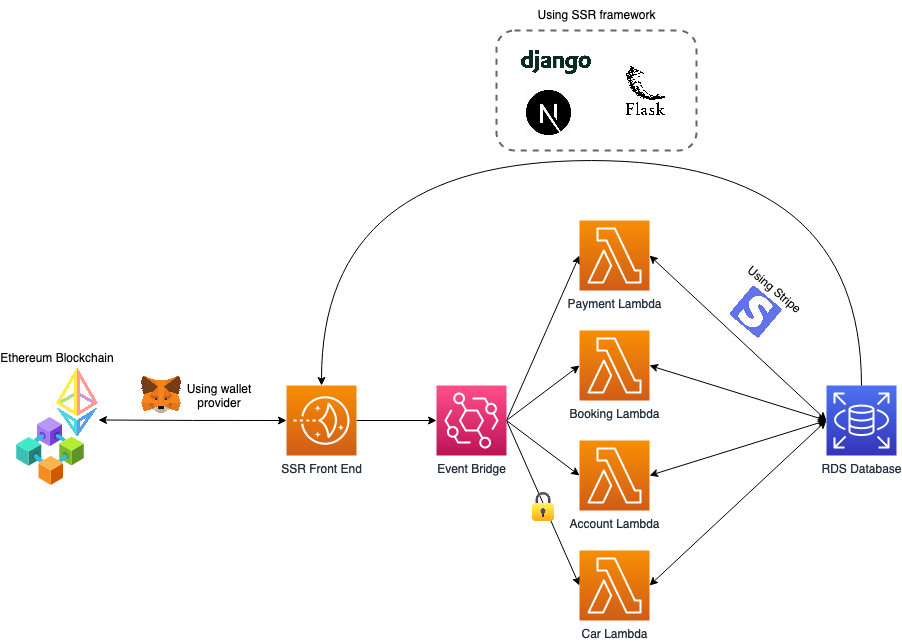 Using SSR framework
django
N
Flask
Payment Lambda
Using Stripe
S
Ethereum Blockchain
Using wallet
provider
Booking Lambda
SSR Front End
Event Bridge
RDS Database
Account Lambda
Car Lambda